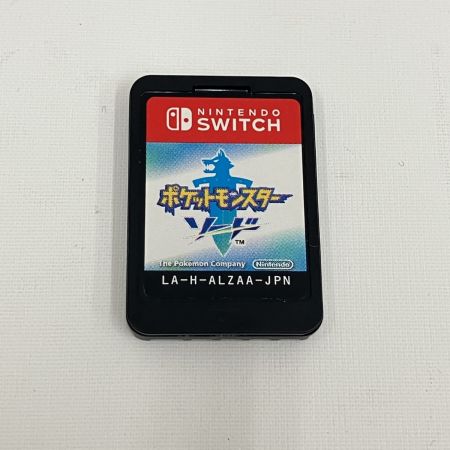 NINTENDO
SWITCH
ポケットモンスター
ソード
TM
The Pokémon Company Nintendo
LA-H-ALZAA-JPN